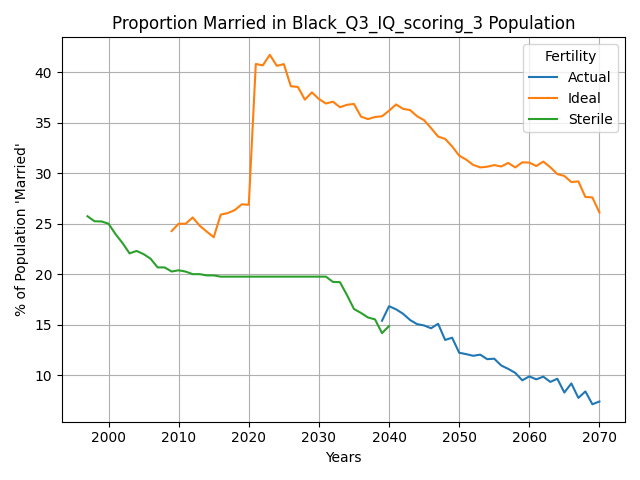 Proportion Married in Black_Q3_IQ_scoring_3 Population
% of Population 'Married'
40
35
30
25
20
15
10
Fertility
Actual
Ideal
Sterile
2000 2010 2020 2030 2040 2050 2060 2070
Years